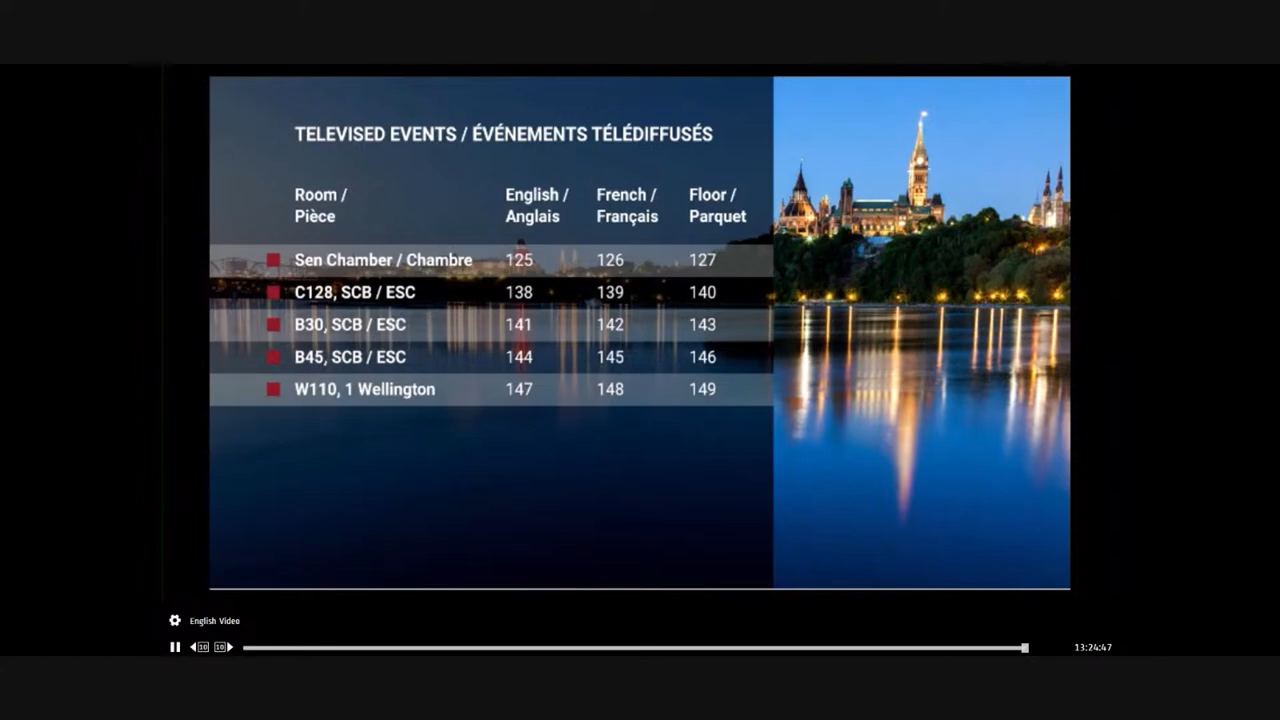 TELEVISED EVENTS / ÉVÉNEMENTS TÉLÉDIFFUSÉS
Room / English / French / Floor /
Pièce Anglais Français Parquet
Sen Chamber / Chambre 125 126 127
C128, SCB / ESC 138 139 140
B30, SCB / ESC 141 142 143
B45, SCB / ESC 144 145 146
W110, 1 Wellington 147 148 149
English Video
10 10 13:24:47